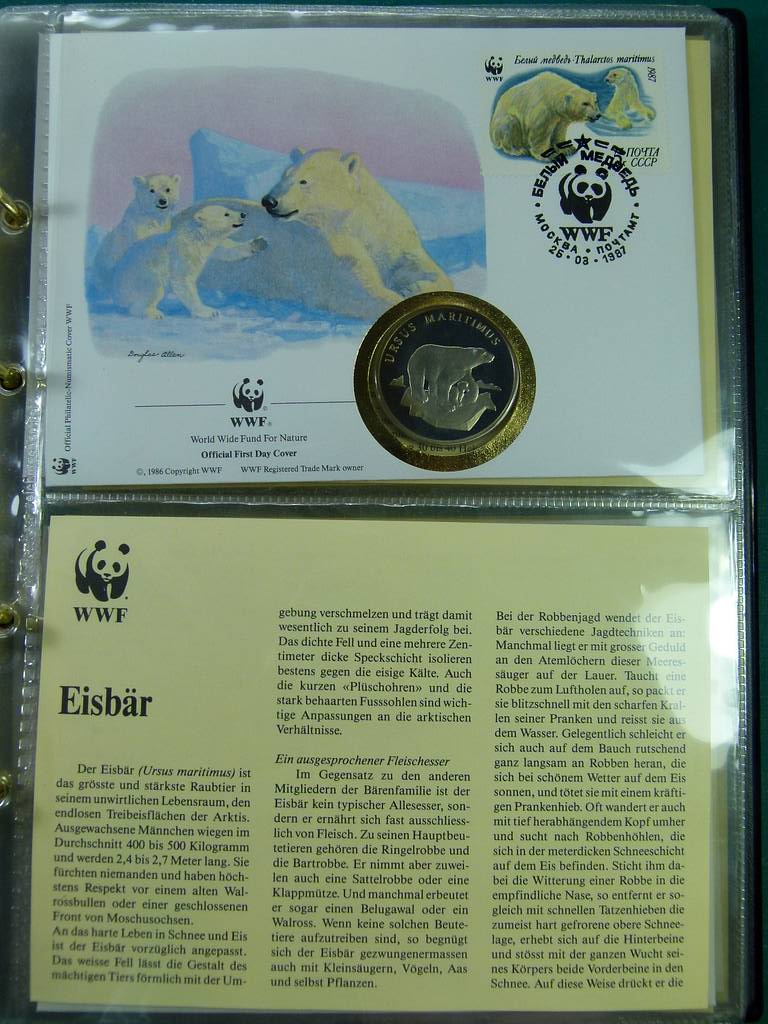 Белый медведь·Thalarctos maritimus
WWF
1987
ПОЧТА
СССР
БЕЛЫЙ МЕДВЕДЬ
WWF
МОСКВА • ПОЧТАМТ
25·03·1987
URSUS MARITIMUS
Douglas Allen
Official Philatelic-Numismatic Cover WWF
WWF
WWF®
World Wide Fund For Nature
Official First Day Cover
©, 1986 Copyright WWF WWF Registered Trade Mark owner
WWF
Eisbär
Der Eisbär (Ursus maritimus) ist
das grösste und stärkste Raubtier in
seinem unwirtlichen Lebensraum, den
endlosen Treibeisflächen der Arktis.
Ausgewachsene Männchen wiegen im
Durchschnitt 400 bis 500 Kilogramm
und werden 2,4 bis 2,7 Meter lang. Sie
fürchten niemanden und haben höch-
stens Respekt vor einem alten Wal-
rossbullen oder einer geschlossenen
Front von Moschusochsen.
An das harte Leben in Schnee und Eis
ist der Eisbär vorzüglich angepasst.
Das weisse Fell lässt die Gestalt des
mächtigen Tiers förmlich mit der Um-
gebung verschmelzen und trägt damit
wesentlich zu seinem Jagderfolg bei.
Das dichte Fell und eine mehrere Zen-
timeter dicke Speckschicht isolieren
bestens gegen die eisige Kälte. Auch
die kurzen «Plüschohren» und die
stark behaarten Fusssohlen sind wich-
tige Anpassungen an die arktischen
Verhältnisse.
Ein ausgesprochener Fleischesser
Im Gegensatz zu den anderen
Mitgliedern der Bärenfamilie ist der
Eisbär kein typischer Allesesser, son-
dern er ernährt sich fast ausschliess-
lich von Fleisch. Zu seinen Hauptbeu-
tetieren gehören die Ringelrobbe und
die Bartrobbe. Er nimmt aber zuwei-
len auch eine Sattelrobbe oder eine
Klappmütze. Und manchmal erbeutet
er sogar einen Belugawal oder ein
Walross. Wenn keine solchen Beute-
tiere aufzutreiben sind, so begnügt
sich der Eisbär gezwungenermassen
auch mit Kleinsäugern, Vögeln, Aas
und selbst Pflanzen.
Bei der Robbenjagd wendet der Eis-
bär verschiedene Jagdtechniken an:
Manchmal liegt er mit grosser Geduld
an den Atemlöchern dieser Meeres-
säuger auf der Lauer. Taucht eine
Robbe zum Luftholen auf, so packt er
sie blitzschnell mit den scharfen Kral-
len seiner Pranken und reisst sie aus
dem Wasser. Gelegentlich schleicht er
sich auch auf dem Bauch rutschend
ganz langsam an Robben heran, die
sich bei schönem Wetter auf dem Eis
sonnen, und tötet sie mit einem kräfti-
gen Prankenhieb. Oft wandert er auch
mit tief herabhängendem Kopf umher
und sucht nach Robbenhöhlen, die
sich in der meterdicken Schneeschicht
auf dem Eis befinden. Sticht ihm da-
bei die Witterung einer Robbe in die
empfindliche Nase, so entfernt er so-
gleich mit schnellen Tatzenhieben die
zumeist hart gefrorene obere Schnee-
lage, erhebt sich auf die Hinterbeine
und stösst mit der ganzen Wucht sei-
nes Körpers beide Vorderbeine in den
Schnee. Auf diese Weise drückt er die